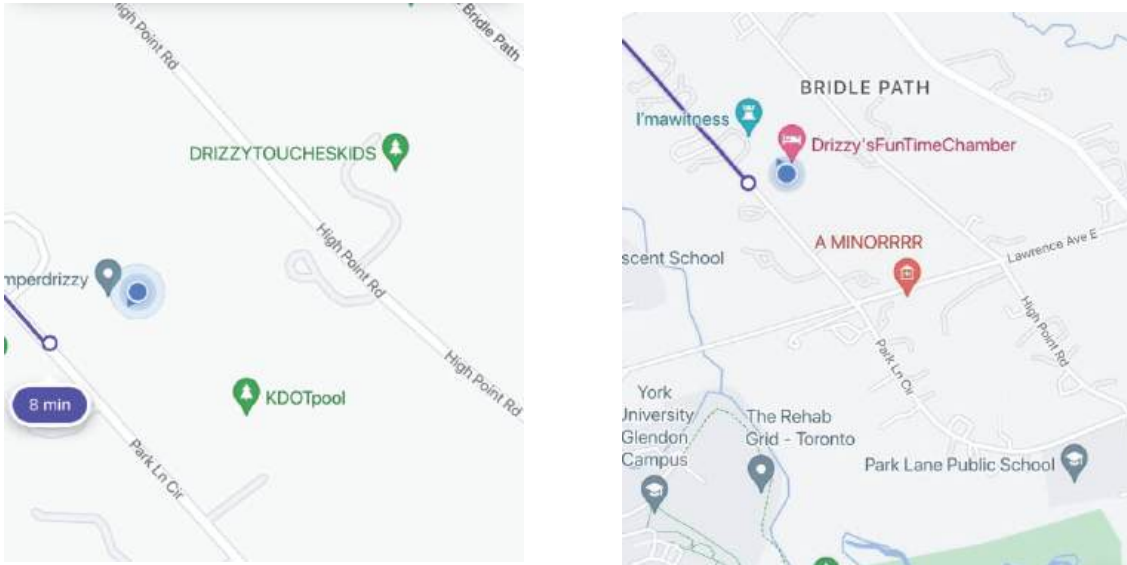 High Point Rd
Bridle Path
DRIZZYTOUCHESKIDS
High Point Rd
mperdrizzy
8 min
KDOTpool
High Point Rd
Park Ln Cir
BRIDLE PATH
I'mawitness
Drizzy'sFunTimeChamber
A MINORRRR
Lawrence Ave E
scent School
High Point Rd
Park Ln Cir
York
University
Glendon
Campus
The Rehab
Grid - Toronto
Park Lane Public School